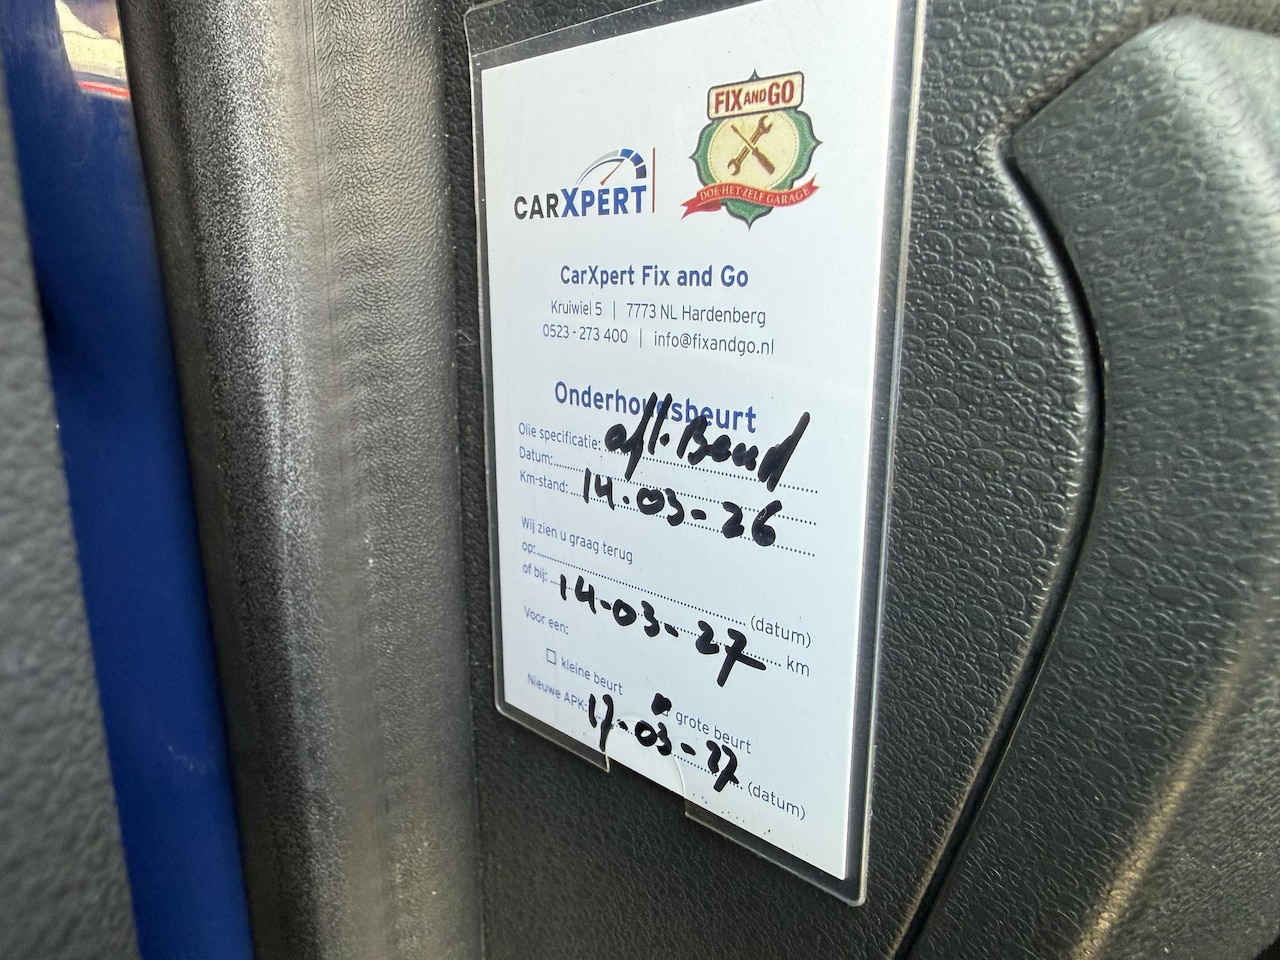 FIX AND GO
DOE-HET-ZELF GARAGE
CARXPERT
CarXpert Fix and Go
Kruiwiel 5 | 7773 NL Hardenberg
0523 - 273 400 | info@fixandgo.nl
Onderhoudsbeurt
Olie specificatie: afl. Beurt
Datum:
Km-stand: 14-03-26
Wij zien u graag terug
op: (datum)
of bij: 14-03-27 km
Voor een:
kleine beurt grote beurt
Nieuwe APK: 17-03-27 (datum)